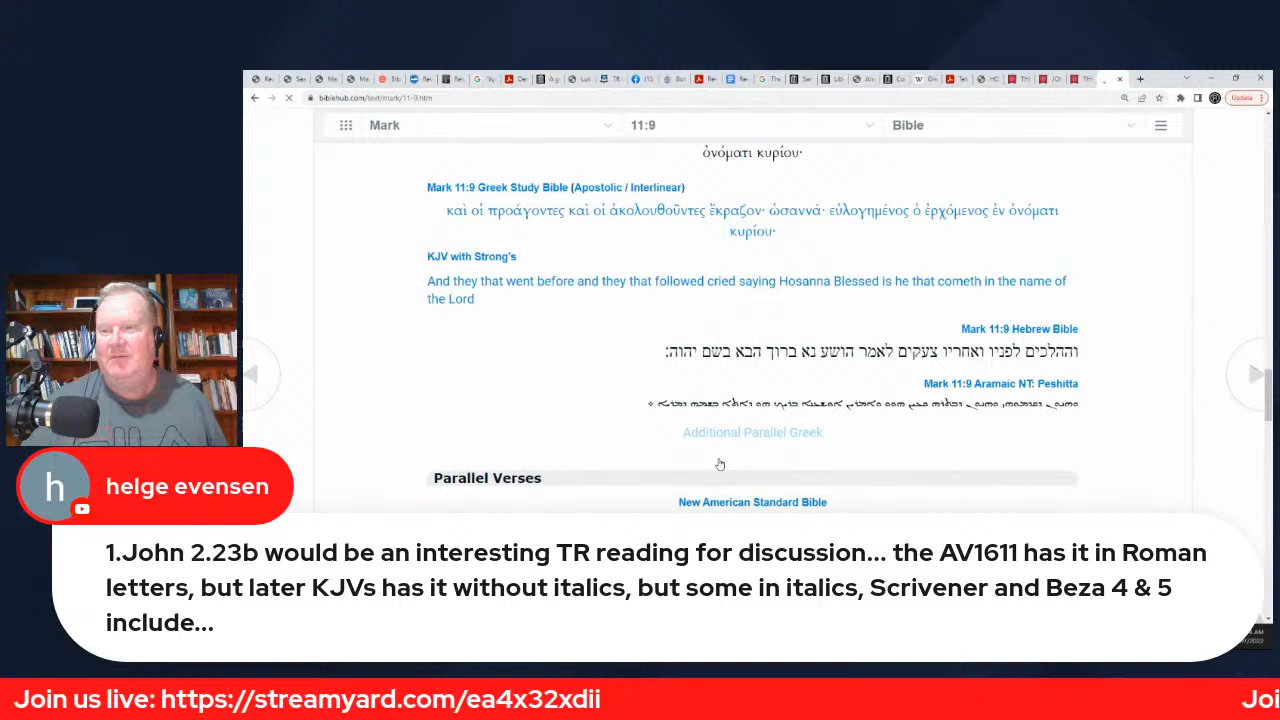 biblehub.com/text/mark/11-9.htm
Update
Mark 11:9 Bible
ὀνόματι κυρίου·
Mark 11:9 Greek Study Bible (Apostolic / Interlinear)
καὶ οἱ προάγοντες καὶ οἱ ἀκολουθοῦντες ἔκραζον· ὡσαννά· εὐλογημένος ὁ ἐρχόμενος ἐν ὀνόματι
κυρίου·
KJV with Strong's
And they that went before and they that followed cried saying Hosanna Blessed is he that cometh in the name of
the Lord
Mark 11:9 Hebrew Bible
וההלכים לפניו ואחריו צעקים לאמר הושע נא ברוך הבא בשם יהוה׃
Mark 11:9 Aramaic NT: Peshitta
Additional Parallel Greek
Parallel Verses
New American Standard Bible
h helge evensen
1.John 2.23b would be an interesting TR reading for discussion... the AV1611 has it in Roman
letters, but later KJVs has it without italics, but some in italics, Scrivener and Beza 4 & 5
include...
Join us live: https://streamyard.com/ea4x32xdii Joi